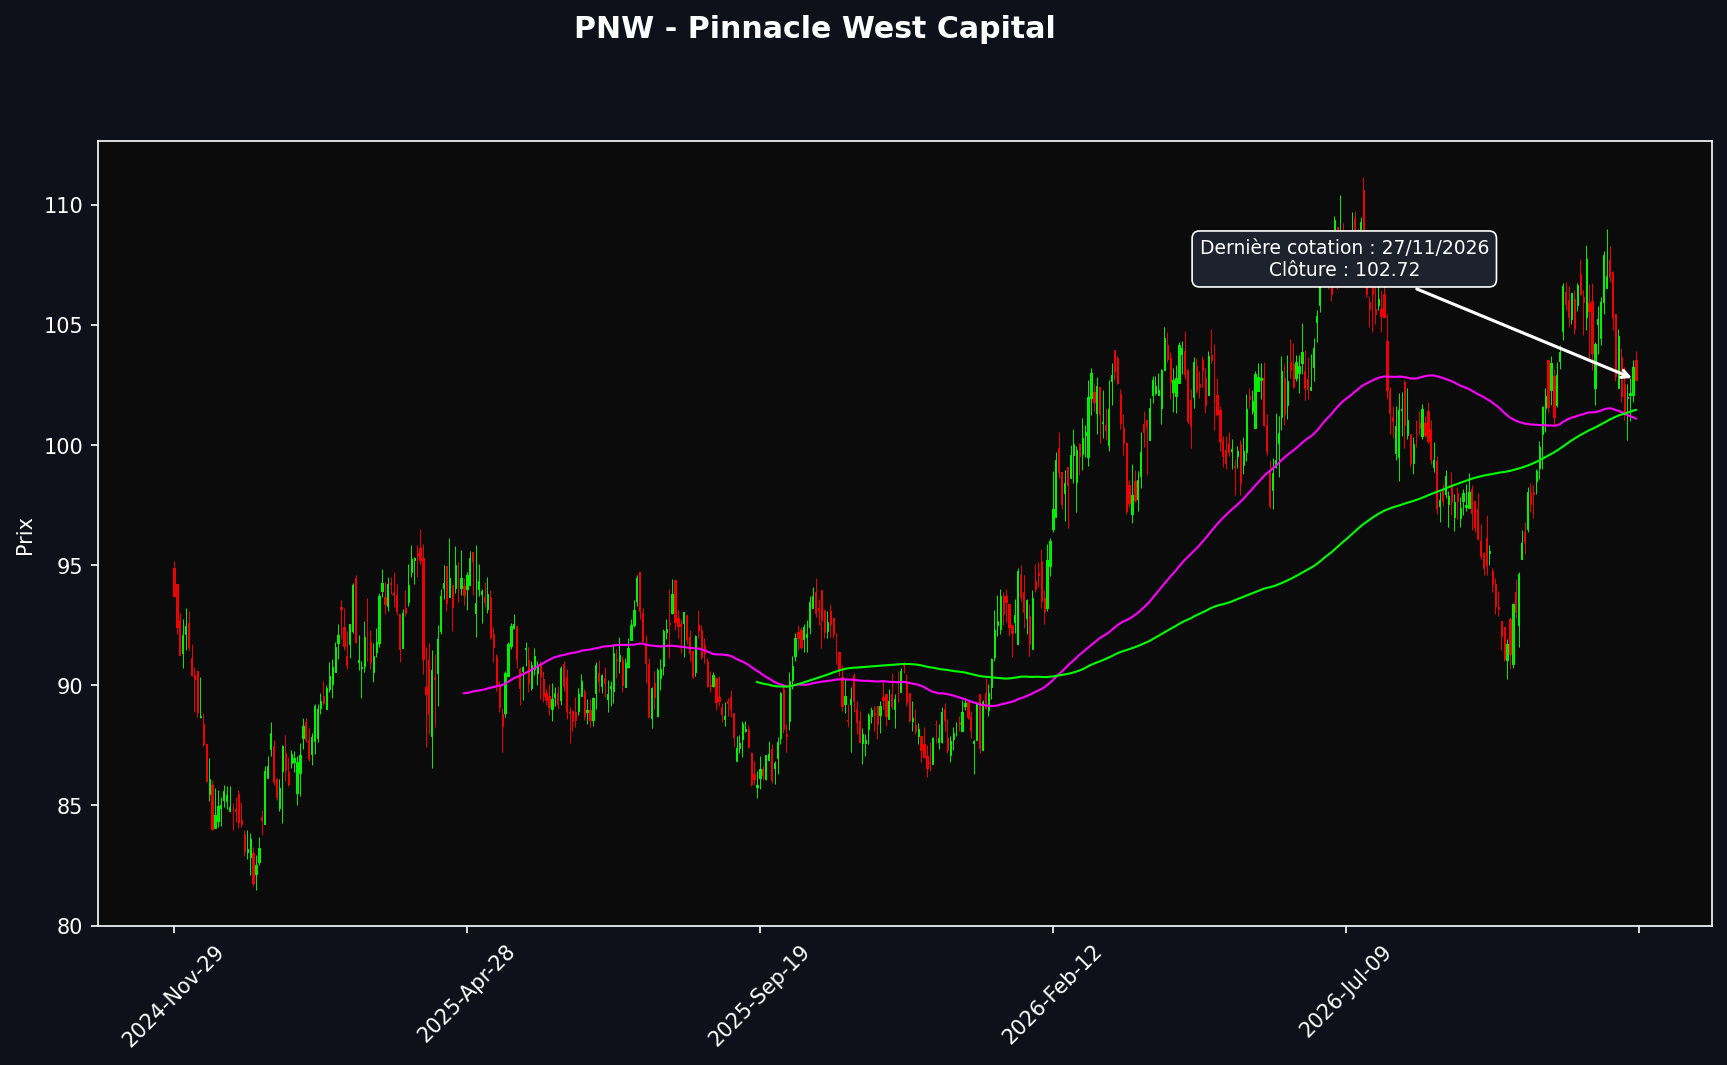 PNW - Pinnacle West Capital
Dernière cotation : 27/11/2026
Clôture : 102.72
Prix
110
105
100
95
90
85
80
2024-Nov-29
2025-Apr-28
2025-Sep-19
2026-Feb-12
2026-Jul-09